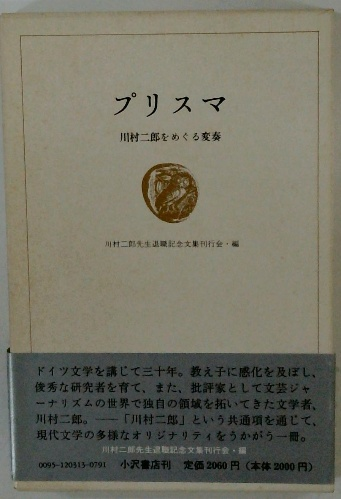 プリスマ
川村二郎をめぐる変奏
川村二郎先生退職記念文集刊行会・編
ドイツ文学を講じて三十年。教え子に感化を及ぼし、
俊秀な研究者を育て、また、批評家として文芸ジャ
ーナリズムの世界で独自の領域を拓いてきた文学者、
川村二郎。——「川村二郎」という共通項を通じて、
現代文学の多様なオリジナリティをうかがう一冊。
川村二郎先生退職記念文集刊行会・編
0095-120315-0791 小沢書店刊 定価2060円(本体2000円)